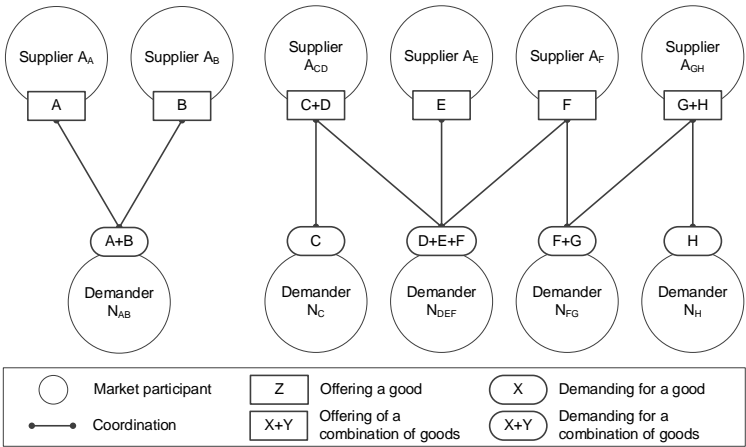 Supplier A_A
Supplier A_B
Supplier
A_CD
Supplier A_E
Supplier A_F
Supplier
A_GH
A
B
C+D
E
F
G+H
A+B
C
D+E+F
F+G
H
Demander
N_AB
Demander
N_C
Demander
N_DEF
Demander
N_FG
Demander
N_H
Market participant
Z
Offering a good
X
Demanding for a good
Coordination
X+Y
Offering of a
combination of goods
X+Y
Demanding for a
combination of goods